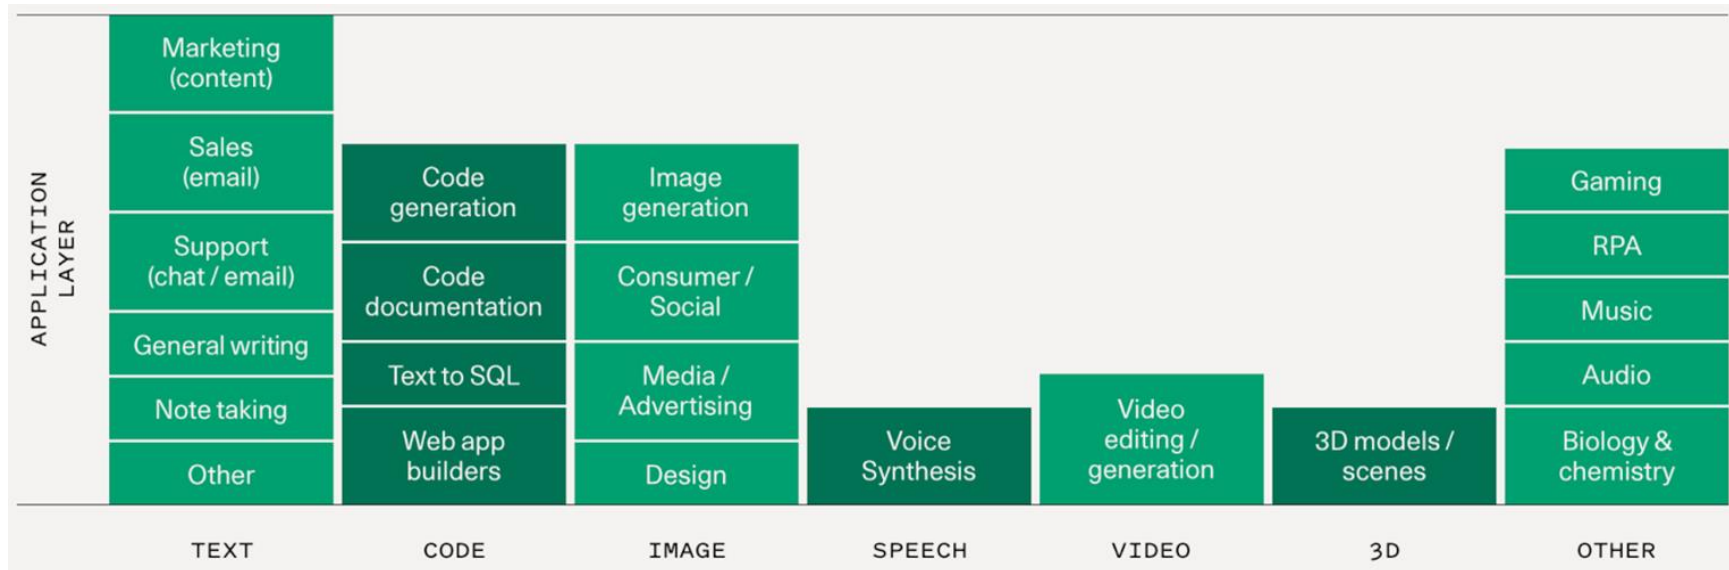 APPLICATION
LAYER
Marketing
(content)
Sales
(email)
Support
(chat / email)
General writing
Note taking
Other
TEXT
Code
generation
Code
documentation
Text to SQL
Web app
builders
CODE
Image
generation
Consumer /
Social
Media /
Advertising
Design
IMAGE
Voice
Synthesis
SPEECH
Video
editing /
generation
VIDEO
3D models /
scenes
3D
Gaming
RPA
Music
Audio
Biology &
chemistry
OTHER